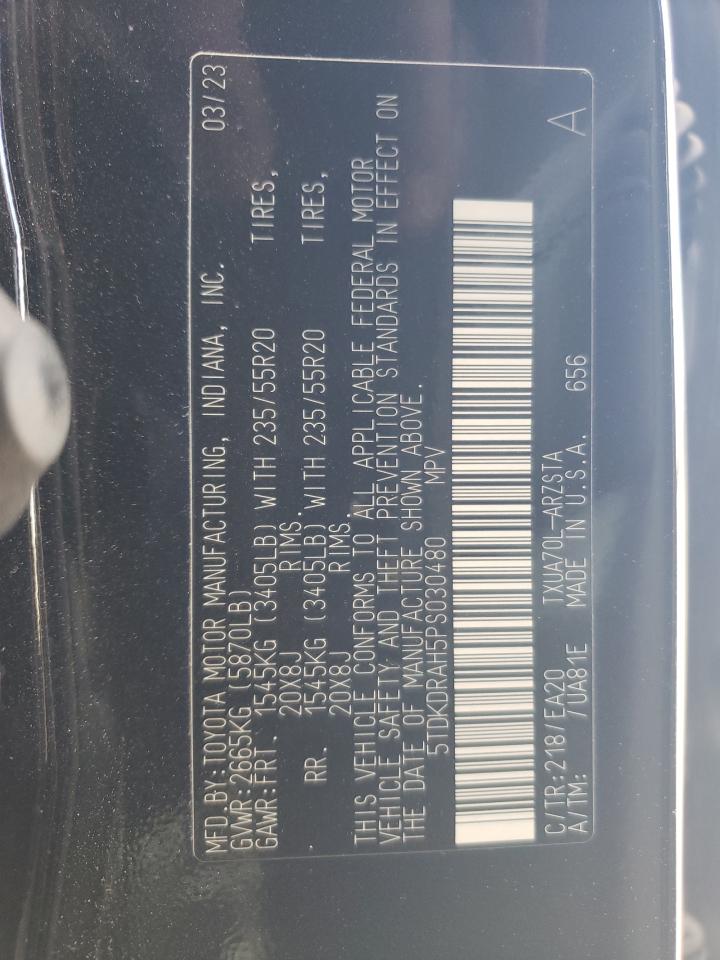 MFD.BY:TOYOTA MOTOR MANUFACTURING, INDIANA, INC. 03/23
GVWR:2665KG (5870LB)
GAWR:FRT. 1545KG (3405LB) WITH 235/55R20 TIRES,
20X8J RIMS.
RR. 1545KG (3405LB) WITH 235/55R20 TIRES,
20X8J RIMS.
THIS VEHICLE CONFORMS TO ALL APPLICABLE FEDERAL MOTOR
VEHICLE SAFETY AND THEFT PREVENTION STANDARDS IN EFFECT ON
THE DATE OF MANUFACTURE SHOWN ABOVE.
5TDKDRAH5PS030480 MPV
C/TR:218/EA20 TXUA70L-ARZSTA
A/TM: /UA81E MADE IN U.S.A. 656 A